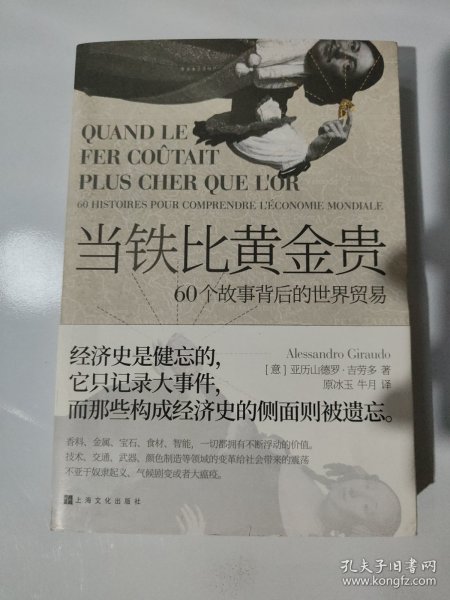 QUAND LE
FER COÛTAIT
PLUS CHER QUE L'OR
60 HISTOIRES POUR COMPRENDRE L'ÉCONOMIE MONDIALE
当铁比黄金贵
60个故事背后的世界贸易
Alessandro Giraudo
[意] 亚历山德罗·吉劳多 著
原冰玉 牛月 译
经济史是健忘的，
它只记录大事件，
而那些构成经济史的侧面则被遗忘。
香料、金属、宝石、食材、智能，一切都拥有不断浮动的价值。
技术、交通、武器、颜色制造等领域的变革给社会带来的震荡
不亚于奴隶起义、气候剧变或者大瘟疫。
上海文化出版社
孔夫子旧书网
www.kongfz.com